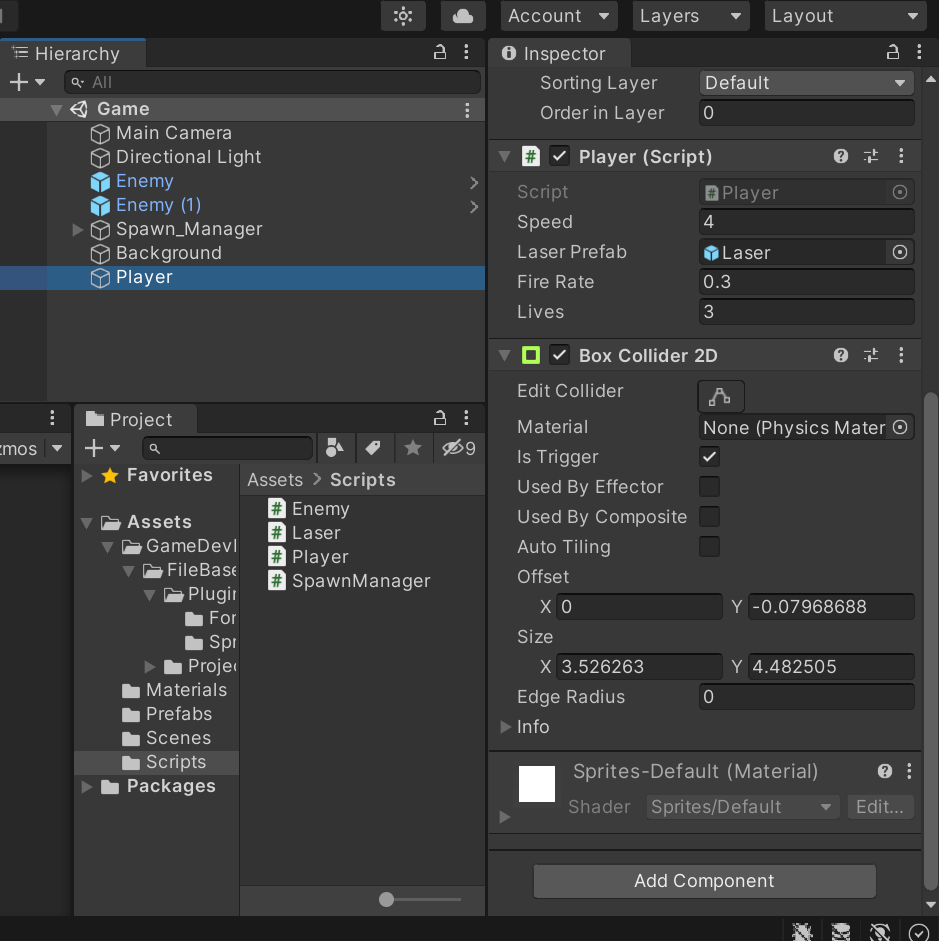 Account
Layers
Layout
Hierarchy
All
Game
Main Camera
Directional Light
Enemy
Enemy (1)
Spawn_Manager
Background
Player
mos
Project
9
Favorites
Assets
GameDevI
FileBase
Plugin
For
Spr
Projec
Materials
Prefabs
Scenes
Scripts
Packages
Assets > Scripts
Enemy
Laser
Player
SpawnManager
Inspector
Sorting Layer Default
Order in Layer 0
Player (Script)
Script Player
Speed 4
Laser Prefab Laser
Fire Rate 0.3
Lives 3
Box Collider 2D
Edit Collider
Material None (Physics Mater
Is Trigger
Used By Effector
Used By Composite
Auto Tiling
Offset
X 0 Y -0.07968688
Size
X 3.526263 Y 4.482505
Edge Radius 0
Info
Sprites-Default (Material)
Shader Sprites/Default Edit...
Add Component